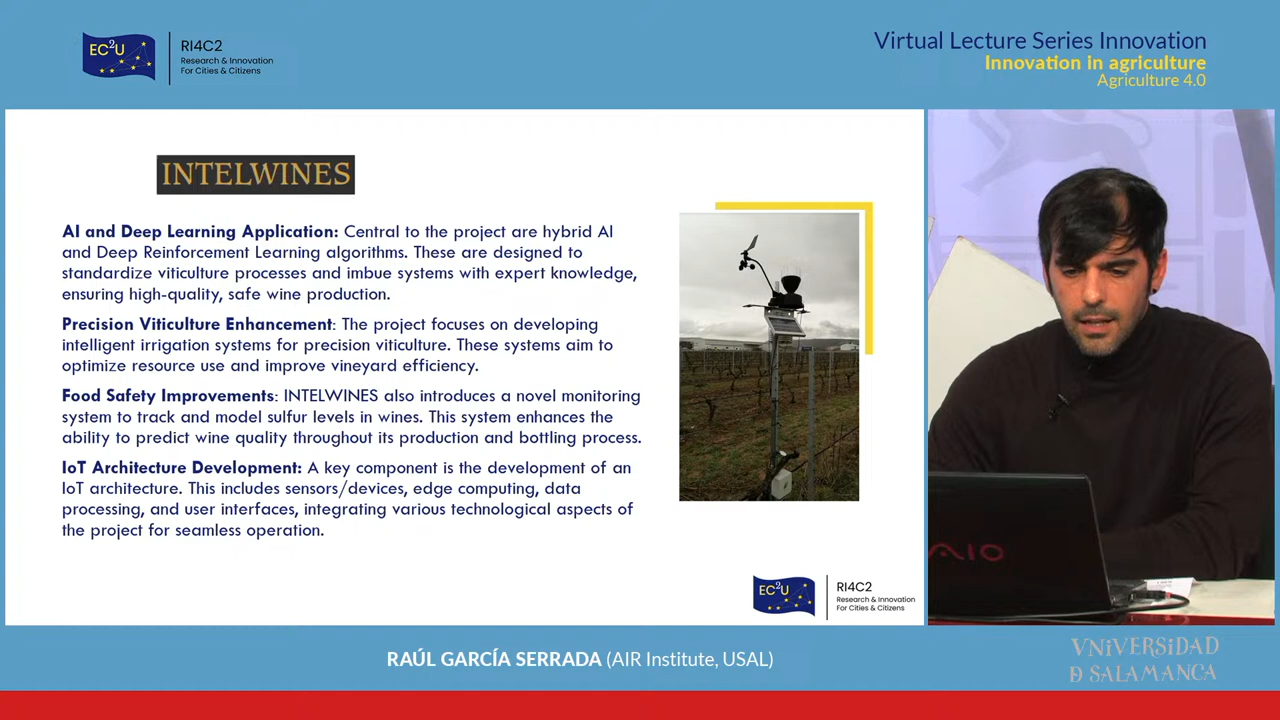 EC2U
RI4C2
Research & Innovation
For Cities & Citizens
Virtual Lecture Series Innovation
Innovation in agriculture
Agriculture 4.0
INTELWINES
AI and Deep Learning Application: Central to the project are hybrid AI
and Deep Reinforcement Learning algorithms. These are designed to
standardize viticulture processes and imbue systems with expert knowledge,
ensuring high-quality, safe wine production.
Precision Viticulture Enhancement: The project focuses on developing
intelligent irrigation systems for precision viticulture. These systems aim to
optimize resource use and improve vineyard efficiency.
Food Safety Improvements: INTELWINES also introduces a novel monitoring
system to track and model sulfur levels in wines. This system enhances the
ability to predict wine quality throughout its production and bottling process.
IoT Architecture Development: A key component is the development of an
IoT architecture. This includes sensors/devices, edge computing, data
processing, and user interfaces, integrating various technological aspects of
the project for seamless operation.
EC2U
RI4C2
Research & Innovation
For Cities & Citizens
VAIO
RAÚL GARCÍA SERRADA (AIR Institute, USAL)
VNiVERSiDAD
D SALAMANCA